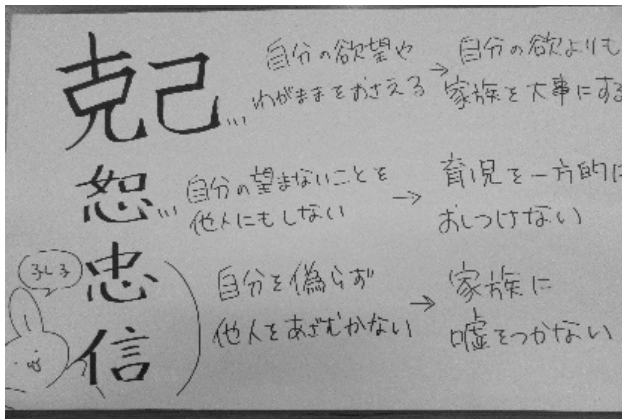 克己…
自分の欲望や
わがままをおさえる
→
自分の欲よりも
家族を大事にする
恕…
自分の望まないことを
他人にもしない
→
育児を一方的に
おしつけない
忠
信
自分を偽らず
他人をあざむかない
→
家族に
嘘をつかない